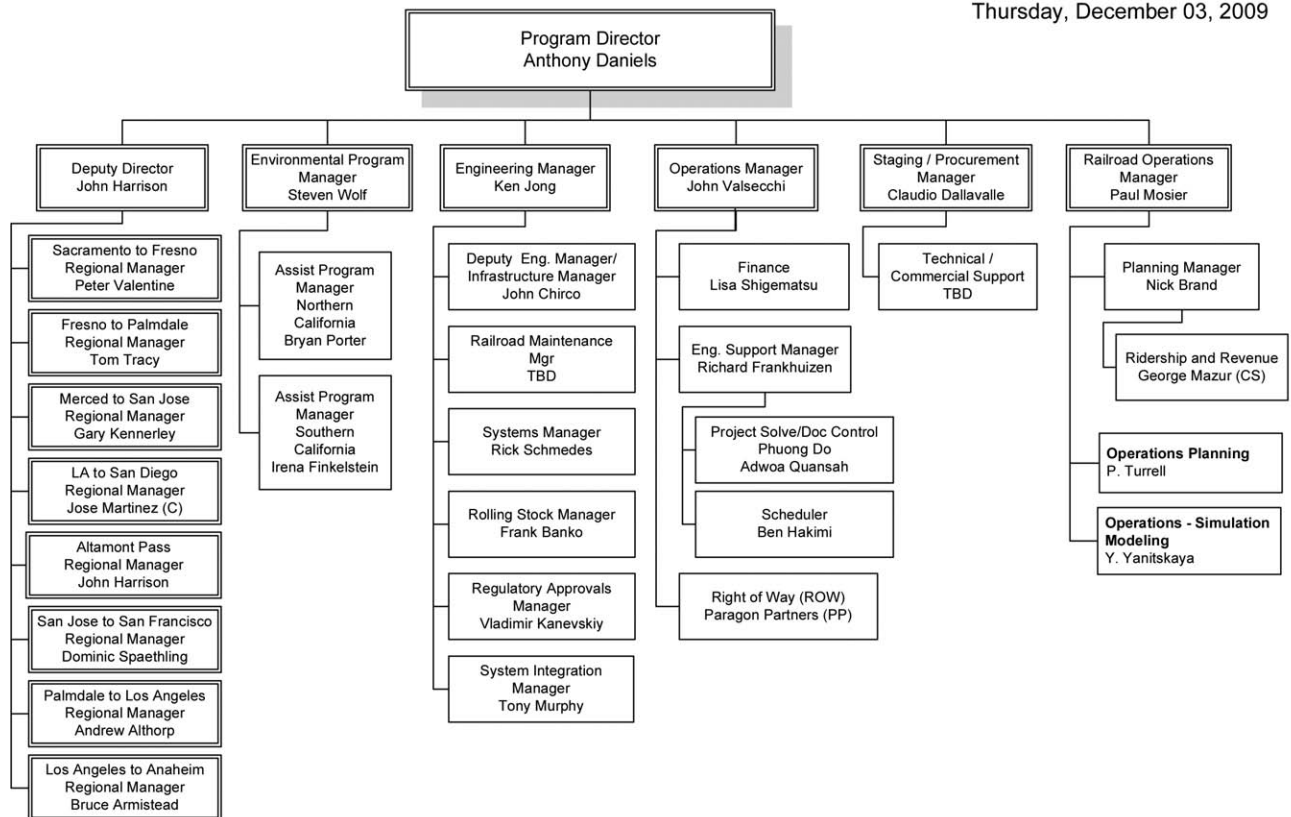 Thursday, December 03, 2009
Program Director
Anthony Daniels
Deputy Director
John Harrison
Sacramento to Fresno
Regional Manager
Peter Valentine
Fresno to Palmdale
Regional Manager
Tom Tracy
Merced to San Jose
Regional Manager
Gary Kennerley
LA to San Diego
Regional Manager
Jose Martinez (C)
Altamont Pass
Regional Manager
John Harrison
San Jose to San Francisco
Regional Manager
Dominic Spaethling
Palmdale to Los Angeles
Regional Manager
Andrew Althorp
Los Angeles to Anaheim
Regional Manager
Bruce Armistead
Environmental Program
Manager
Steven Wolf
Assist Program
Manager
Northern
California
Bryan Porter
Assist Program
Manager
Southern
California
Irena Finkelstein
Engineering Manager
Ken Jong
Deputy Eng. Manager/
Infrastructure Manager
John Chirco
Railroad Maintenance
Mgr
TBD
Systems Manager
Rick Schmedes
Rolling Stock Manager
Frank Banko
Regulatory Approvals
Manager
Vladimir Kanevskiy
System Integration
Manager
Tony Murphy
Operations Manager
John Valsecchi
Finance
Lisa Shigematsu
Eng. Support Manager
Richard Frankhuizen
Project Solve/Doc Control
Phuong Do
Adwoa Quansah
Scheduler
Ben Hakimi
Right of Way (ROW)
Paragon Partners (PP)
Staging / Procurement
Manager
Claudio Dallavalle
Technical /
Commercial Support
TBD
Railroad Operations
Manager
Paul Mosier
Planning Manager
Nick Brand
Ridership and Revenue
George Mazur (CS)
Operations Planning
P. Turrell
Operations - Simulation
Modeling
Y. Yanitskaya